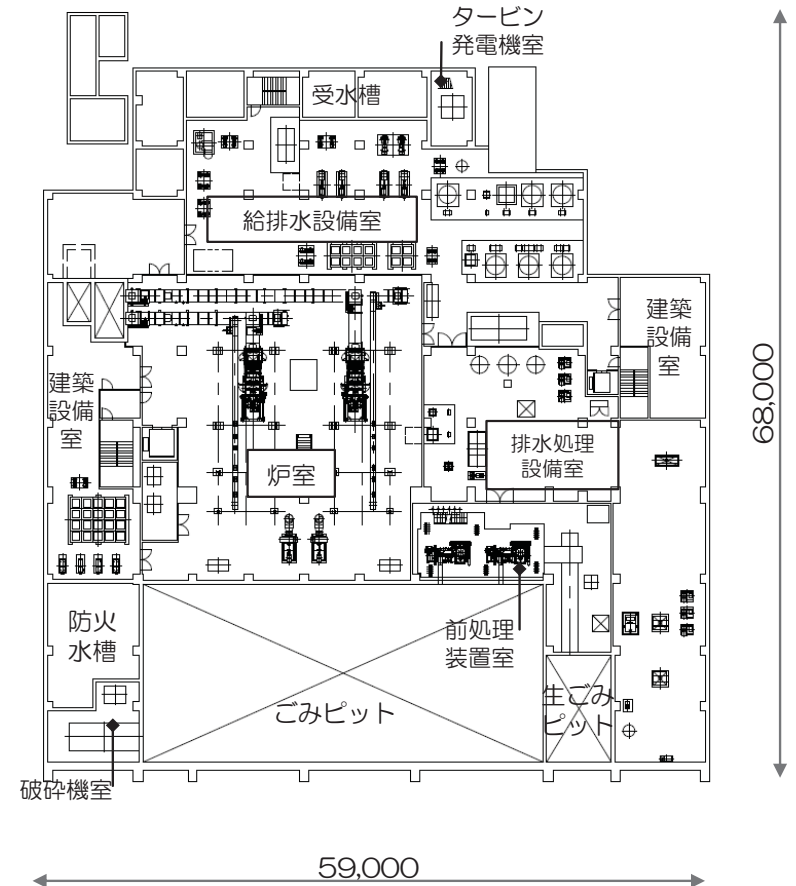 タービン
発電機室
受水槽
給排水設備室
建築
設備
室
建築
設備
室
68,000
排水処理
設備室
炉室
防火
水槽
前処理
装置室
ごみピット
生ごみ
ピット
破砕機室
59,000